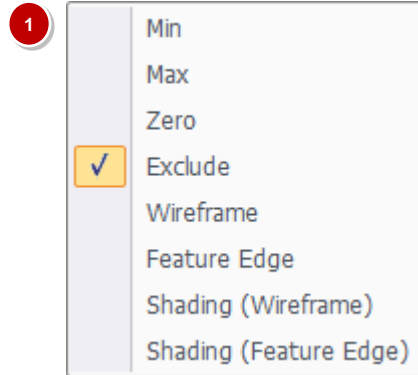 1
Min
Max
Zero
Exclude
Wireframe
Feature Edge
Shading (Wireframe)
Shading (Feature Edge)